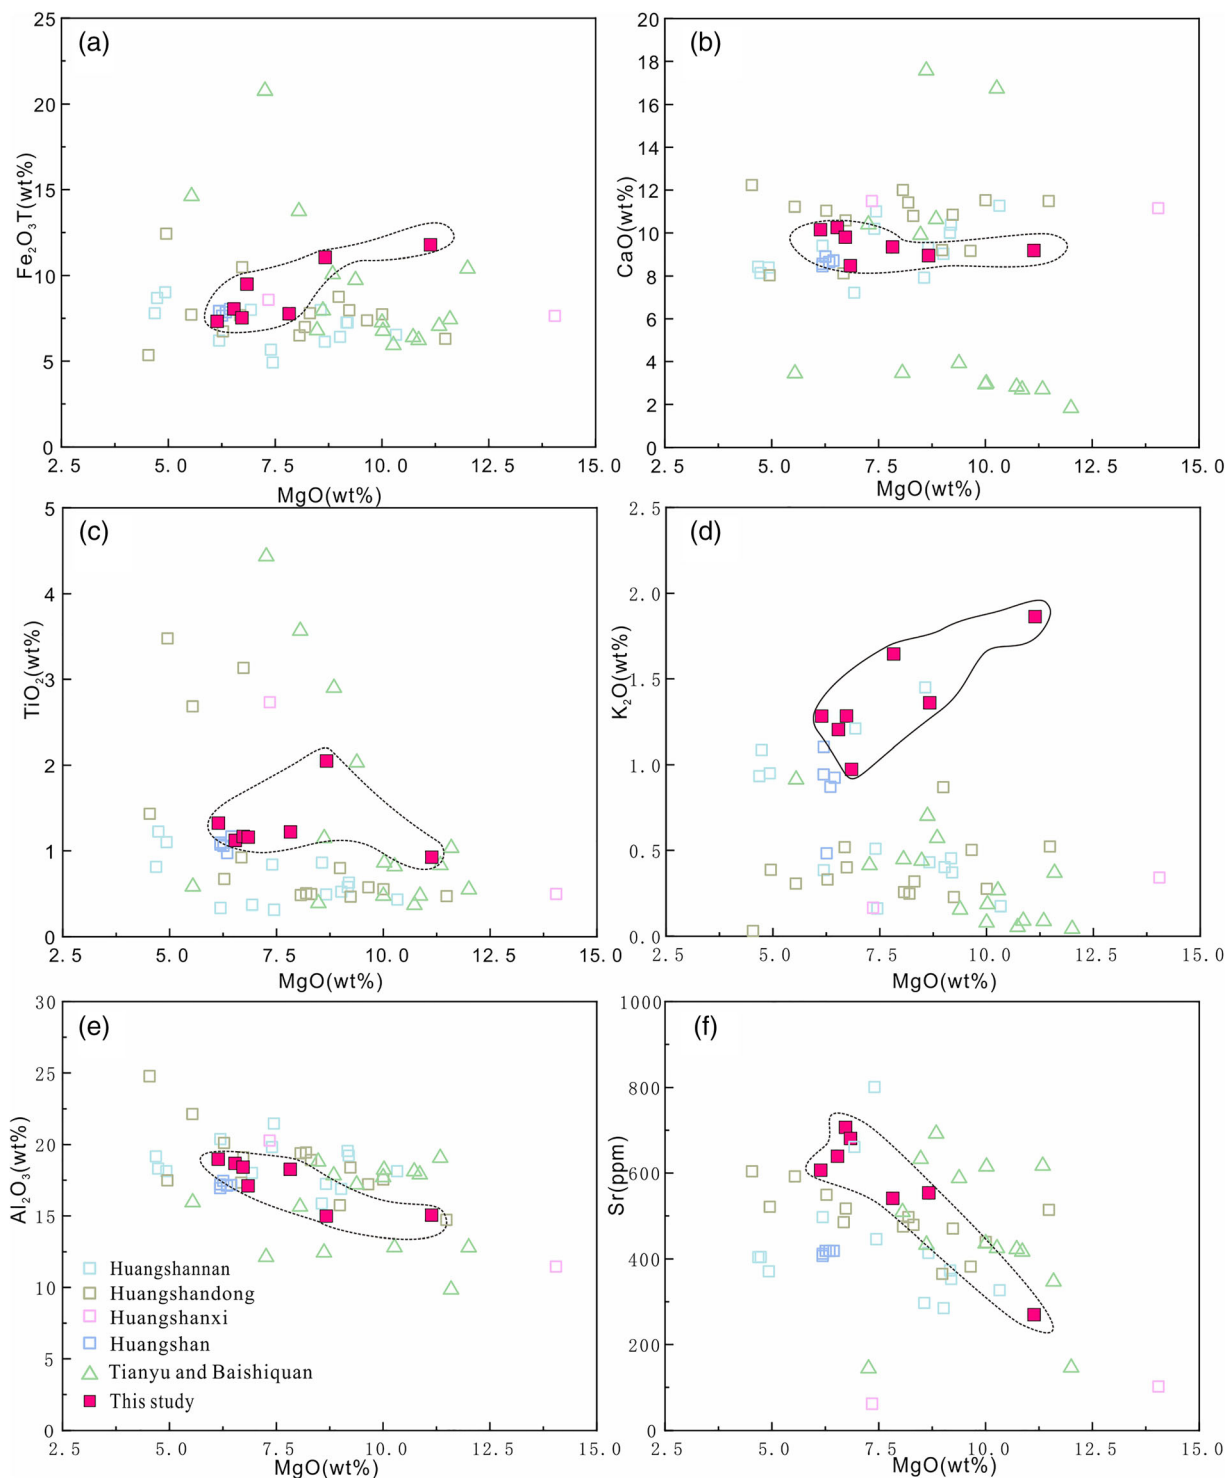 (a)
25
20
15
10
5
0
Fe₂O₃T(wt%)
2.5 5.0 7.5 10.0 12.5 15.0
MgO(wt%)
(b)
20
18
16
14
12
10
8
6
4
2
0
CaO(wt%)
2.5 5.0 7.5 10.0 12.5 15.0
MgO(wt%)
(c)
5
4
3
2
1
0
TiO₂(wt%)
2.5 5.0 7.5 10.0 12.5 15.0
MgO(wt%)
(d)
2.5
2.0
1.5
1.0
0.5
0.0
K₂O(wt%)
2.5 5.0 7.5 10.0 12.5 15.0
MgO(wt%)
(e)
30
25
20
15
10
5
0
Al₂O₃(wt%)
Huangshannan
Huangshandong
Huangshanxi
Huangshan
Tianyu and Baishiquan
This study
2.5 5.0 7.5 10.0 12.5 15.0
MgO(wt%)
(f)
1000
800
600
400
200
0
Sr(ppm)
2.5 5.0 7.5 10.0 12.5 15.0
MgO(wt%)